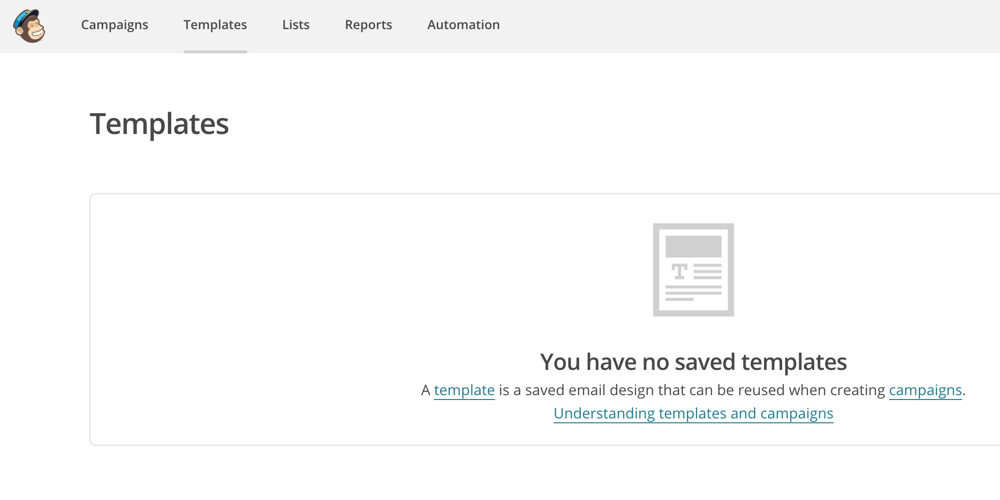 Campaigns Templates Lists Reports Automation
Templates
T
You have no saved templates
A template is a saved email design that can be reused when creating campaigns.
Understanding templates and campaigns